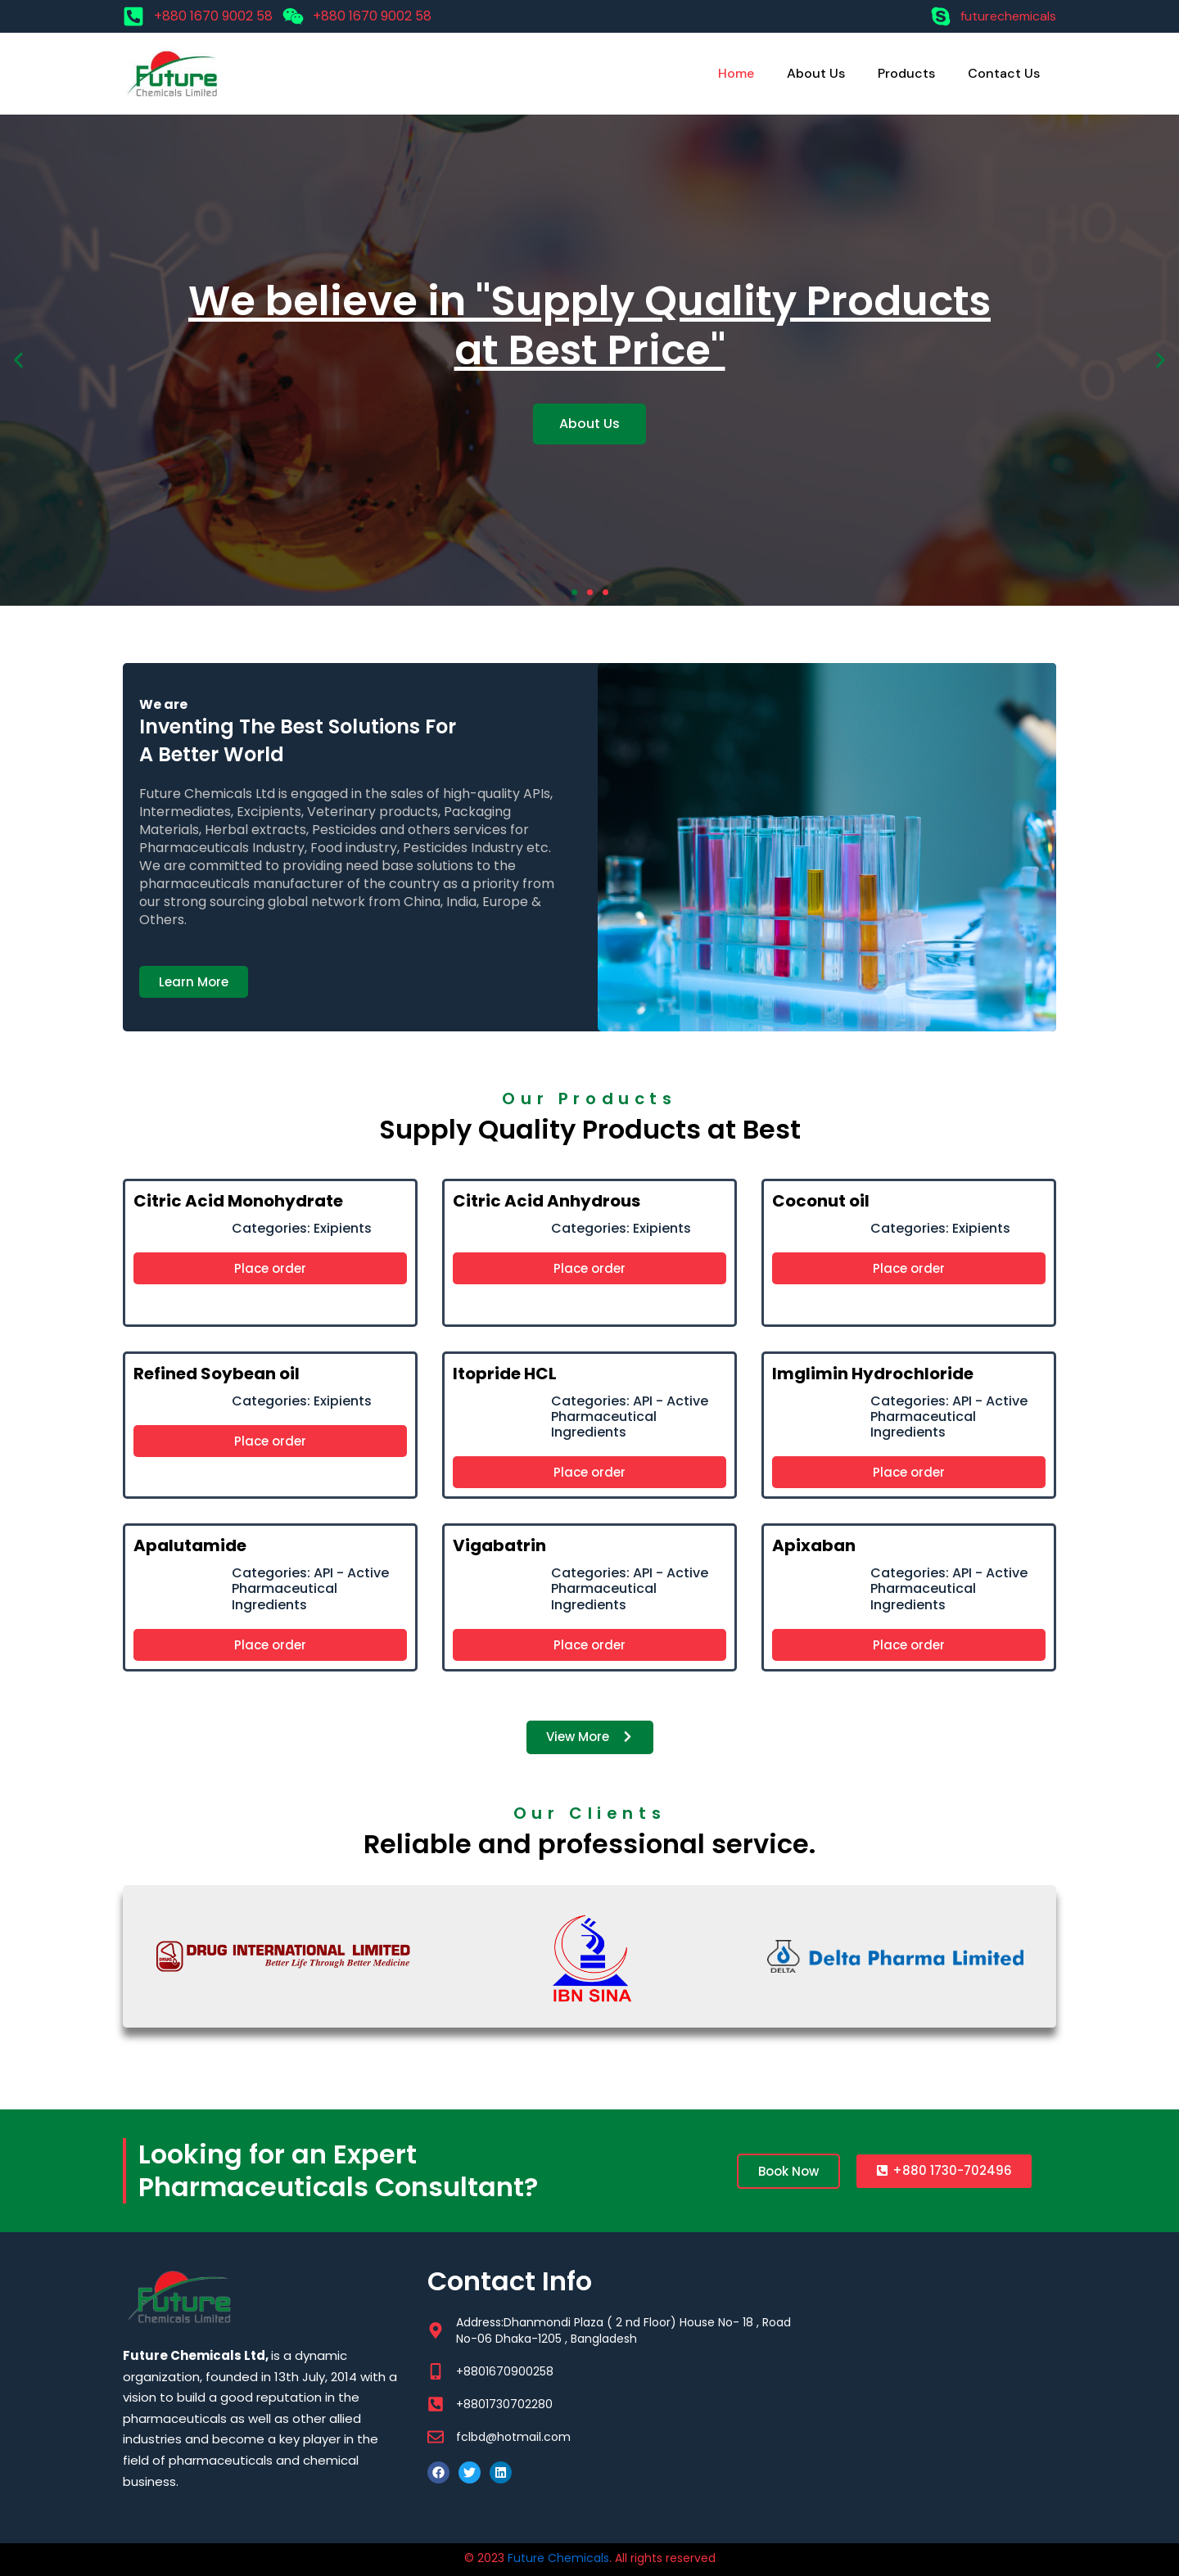 +880 1670 9002 58
+880 1670 9002 58
futurechemicals
Future
Chemicals Limited
Home
About Us
Products
Contact Us
We believe in "Supply Quality Products
at Best Price"
About Us
We are
Inventing The Best Solutions For
A Better World
Future Chemicals Ltd is engaged in the sales of high-quality APIs,
Intermediates, Excipients, Veterinary products, Packaging
Materials, Herbal extracts, Pesticides and others services for
Pharmaceuticals Industry, Food industry, Pesticides Industry etc.
We are committed to providing need base solutions to the
pharmaceuticals manufacturer of the country as a priority from
our strong sourcing global network from China, India, Europe &
Others.
Learn More
Our Products
Supply Quality Products at Best
Citric Acid Monohydrate
Categories: Exipients
Place order
Citric Acid Anhydrous
Categories: Exipients
Place order
Coconut oil
Categories: Exipients
Place order
Refined Soybean oil
Categories: Exipients
Place order
Itopride HCL
Categories: API - Active
Pharmaceutical
Ingredients
Place order
Imglimin Hydrochloride
Categories: API - Active
Pharmaceutical
Ingredients
Place order
Apalutamide
Categories: API - Active
Pharmaceutical
Ingredients
Place order
Vigabatrin
Categories: API - Active
Pharmaceutical
Ingredients
Place order
Apixaban
Categories: API - Active
Pharmaceutical
Ingredients
Place order
View More
Our Clients
Reliable and professional service.
DRUG INTERNATIONAL LIMITED
Better Life Through Better Medicine
IBN SINA
DELTA
Delta Pharma Limited
Looking for an Expert
Pharmaceuticals Consultant?
Book Now
+880 1730-702496
Future
Chemicals Limited
Future Chemicals Ltd, is a dynamic
organization, founded in 13th July, 2014 with a
vision to build a good reputation in the
pharmaceuticals as well as other allied
industries and become a key player in the
field of pharmaceuticals and chemical
business.
Contact Info
Address:Dhanmondi Plaza ( 2 nd Floor) House No- 18 , Road
No-06 Dhaka-1205 , Bangladesh
+8801670900258
+8801730702280
fclbd@hotmail.com
© 2023 Future Chemicals. All rights reserved